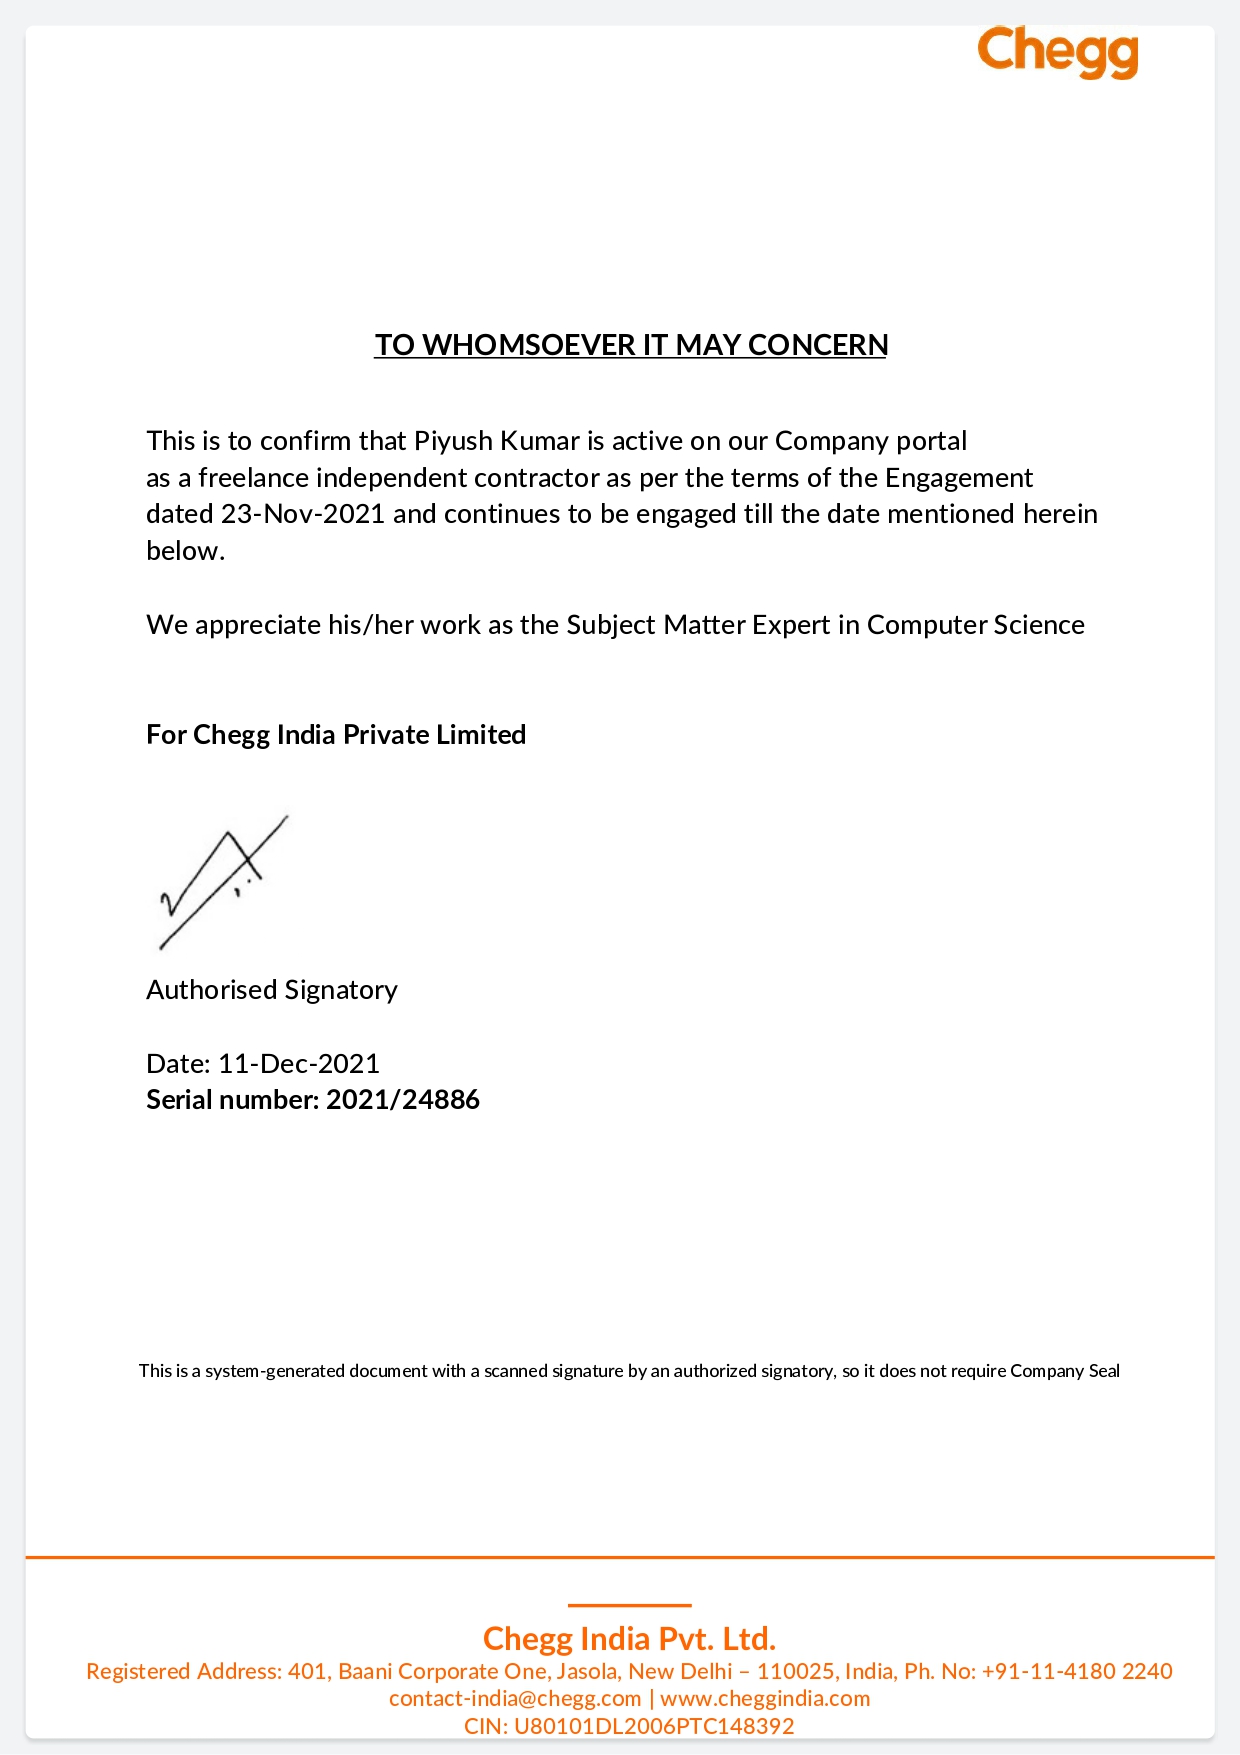 Chegg
TO WHOMSOEVER IT MAY CONCERN
This is to confirm that Piyush Kumar is active on our Company portal
as a freelance independent contractor as per the terms of the Engagement
dated 23-Nov-2021 and continues to be engaged till the date mentioned herein
below.
We appreciate his/her work as the Subject Matter Expert in Computer Science
For Chegg India Private Limited
Authorised Signatory
Date: 11-Dec-2021
Serial number: 2021/24886
This is a system-generated document with a scanned signature by an authorized signatory, so it does not require Company Seal
Chegg India Pvt. Ltd.
Registered Address: 401, Baani Corporate One, Jasola, New Delhi – 110025, India, Ph. No: +91-11-4180 2240
contact-india@chegg.com | www.cheggindia.com
CIN: U80101DL2006PTC148392